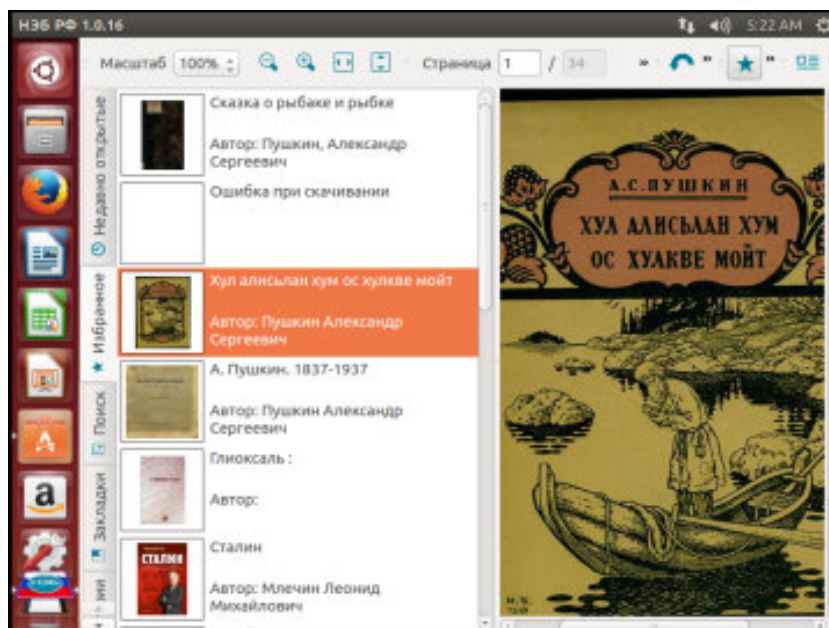 НЭБ РФ 1.0.16
5:22 AM
Масштаб 100% Страница 1 / 34 » " "
Недавно открытые
Избранное
Поиск
Закладки
Сказка о рыбаке и рыбке
Автор: Пушкин, Александр
Сергеевич
Ошибка при скачивании
Хул алисьлан хум ос хулкве мойт
Автор: Пушкин Александр
Сергеевич
А. Пушкин. 1837-1937
Автор: Пушкин Александр
Сергеевич
Глиоксаль :
Автор:
СТАЛИН
Сталин
Автор: Млечин Леонид
Михайлович
А.С.ПУШКИН
ХУЛ АЛИСЬЛАН ХУМ
ОС ХУЛКВЕ МОЙТ